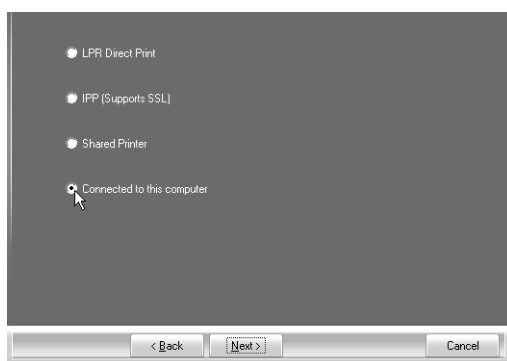 LPR Direct Print
IPP (Supports SSL)
Shared Printer
Connected to this computer
< Back
Next >
Cancel